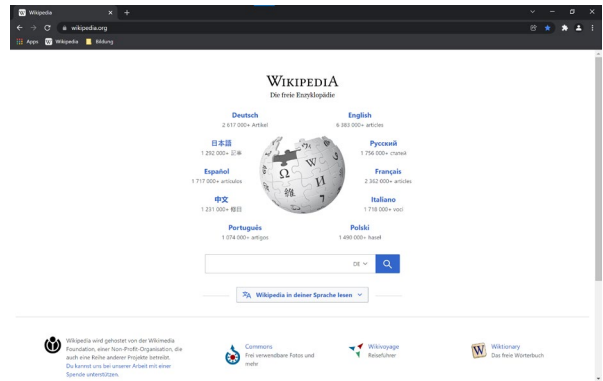 Wikipedia
wikipedia.org
Apps Wikipedia Bildung
WIKIPEDIA
Die freie Enzyklopädie
Deutsch
2 617 000+ Artikel
English
6 383 000+ articles
日本語
1 292 000+ 記事
Русский
1 756 000+ статей
Español
1 717 000+ artículos
Français
2 362 000+ articles
中文
1 231 000+ 條目
Italiano
1 718 000+ voci
Português
1 074 000+ artigos
Polski
1 490 000+ haseł
Ω W И 維
DE
Wikipedia in deiner Sprache lesen
Wikipedia wird gehostet von der Wikimedia
Foundation, einer Non-Profit-Organisation, die
auch eine Reihe anderer Projekte betreibt.
Du kannst uns bei unserer Arbeit mit einer
Spende unterstützen.
Commons
Frei verwendbare Fotos und
mehr
Wikivoyage
Reiseführer
W
Wiktionary
Das freie Wörterbuch